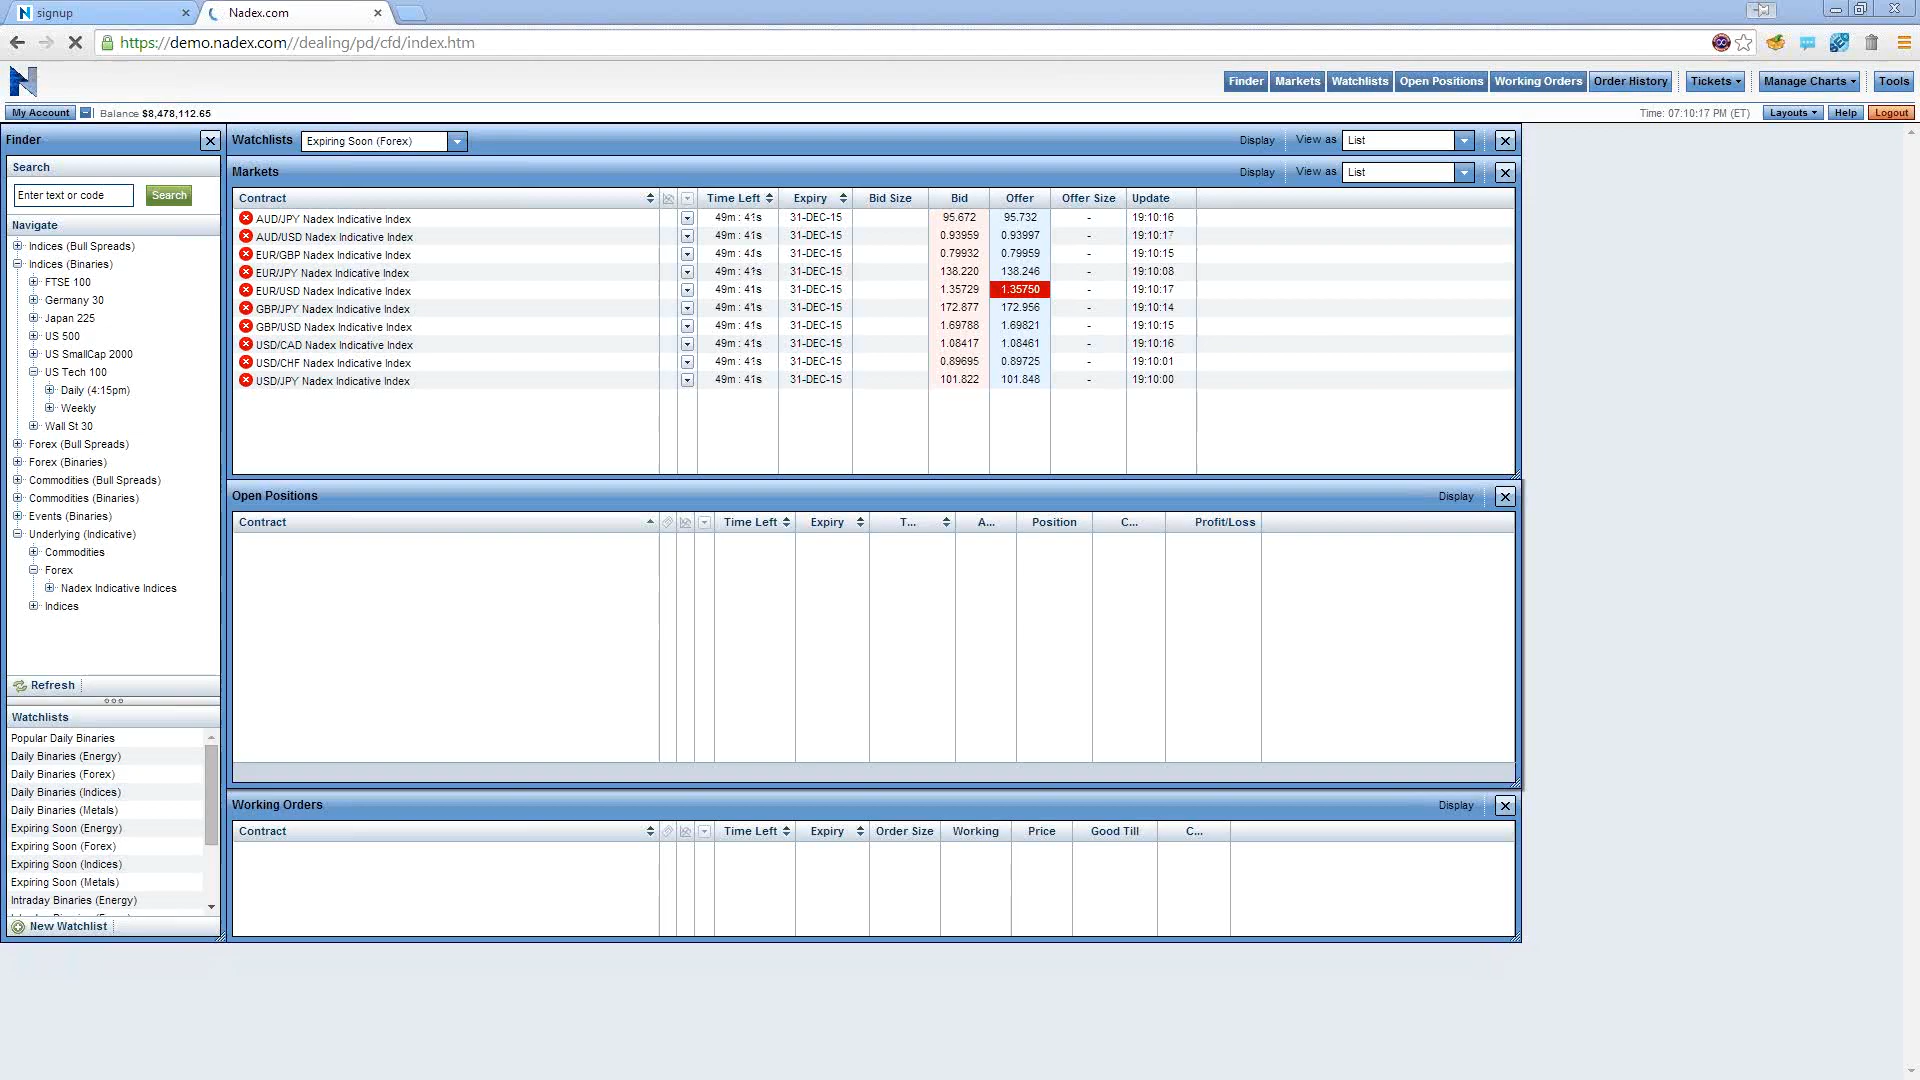 signup
Nadex.com
https://demo.nadex.com//dealing/pd/cfd/index.htm
Finder Markets Watchlists Open Positions Working Orders Order History Tickets Manage Charts Tools
My Account Balance $8,478,112.65 Time: 07:10:17 PM (ET) Layouts Help Logout
Finder
Search
Enter text or code Search
Navigate
Indices (Bull Spreads)
Indices (Binaries)
FTSE 100
Germany 30
Japan 225
US 500
US SmallCap 2000
US Tech 100
Daily (4:15pm)
Weekly
Wall St 30
Forex (Bull Spreads)
Forex (Binaries)
Commodities (Bull Spreads)
Commodities (Binaries)
Events (Binaries)
Underlying (Indicative)
Commodities
Forex
Nadex Indicative Indices
Indices
Refresh
Watchlists
Popular Daily Binaries
Daily Binaries (Energy)
Daily Binaries (Forex)
Daily Binaries (Indices)
Daily Binaries (Metals)
Expiring Soon (Energy)
Expiring Soon (Forex)
Expiring Soon (Indices)
Expiring Soon (Metals)
Intraday Binaries (Energy)
New Watchlist
Watchlists Expiring Soon (Forex) Display View as List
Markets Display View as List
Contract Time Left Expiry Bid Size Bid Offer Offer Size Update
AUD/JPY Nadex Indicative Index 49m : 41s 31-DEC-15 95.672 95.732 - 19:10:16
AUD/USD Nadex Indicative Index 49m : 41s 31-DEC-15 0.93959 0.93997 - 19:10:17
EUR/GBP Nadex Indicative Index 49m : 41s 31-DEC-15 0.79932 0.79959 - 19:10:15
EUR/JPY Nadex Indicative Index 49m : 41s 31-DEC-15 138.220 138.246 - 19:10:08
EUR/USD Nadex Indicative Index 49m : 41s 31-DEC-15 1.35729 1.35750 - 19:10:17
GBP/JPY Nadex Indicative Index 49m : 41s 31-DEC-15 172.877 172.956 - 19:10:14
GBP/USD Nadex Indicative Index 49m : 41s 31-DEC-15 1.69788 1.69821 - 19:10:15
USD/CAD Nadex Indicative Index 49m : 41s 31-DEC-15 1.08417 1.08461 - 19:10:16
USD/CHF Nadex Indicative Index 49m : 41s 31-DEC-15 0.89695 0.89725 - 19:10:01
USD/JPY Nadex Indicative Index 49m : 41s 31-DEC-15 101.822 101.848 - 19:10:00
Open Positions Display
Contract Time Left Expiry T... A... Position C... Profit/Loss
Working Orders Display
Contract Time Left Expiry Order Size Working Price Good Till C...